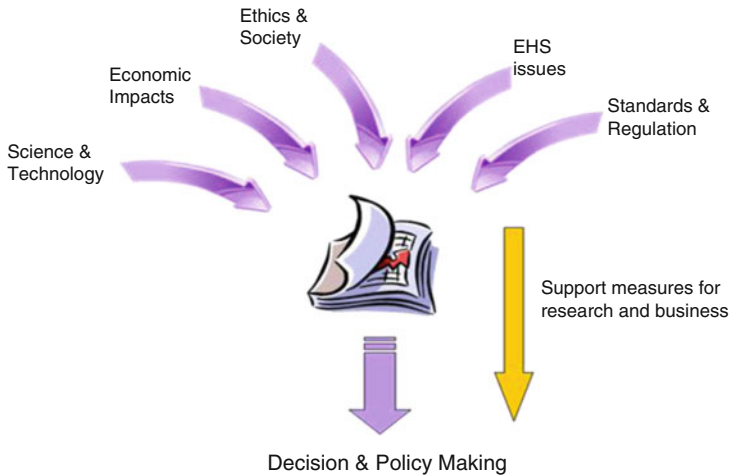 Ethics &
Society
EHS
issues
Economic
Impacts
Standards &
Regulation
Science &
Technology
Support measures for
research and business
Decision & Policy Making